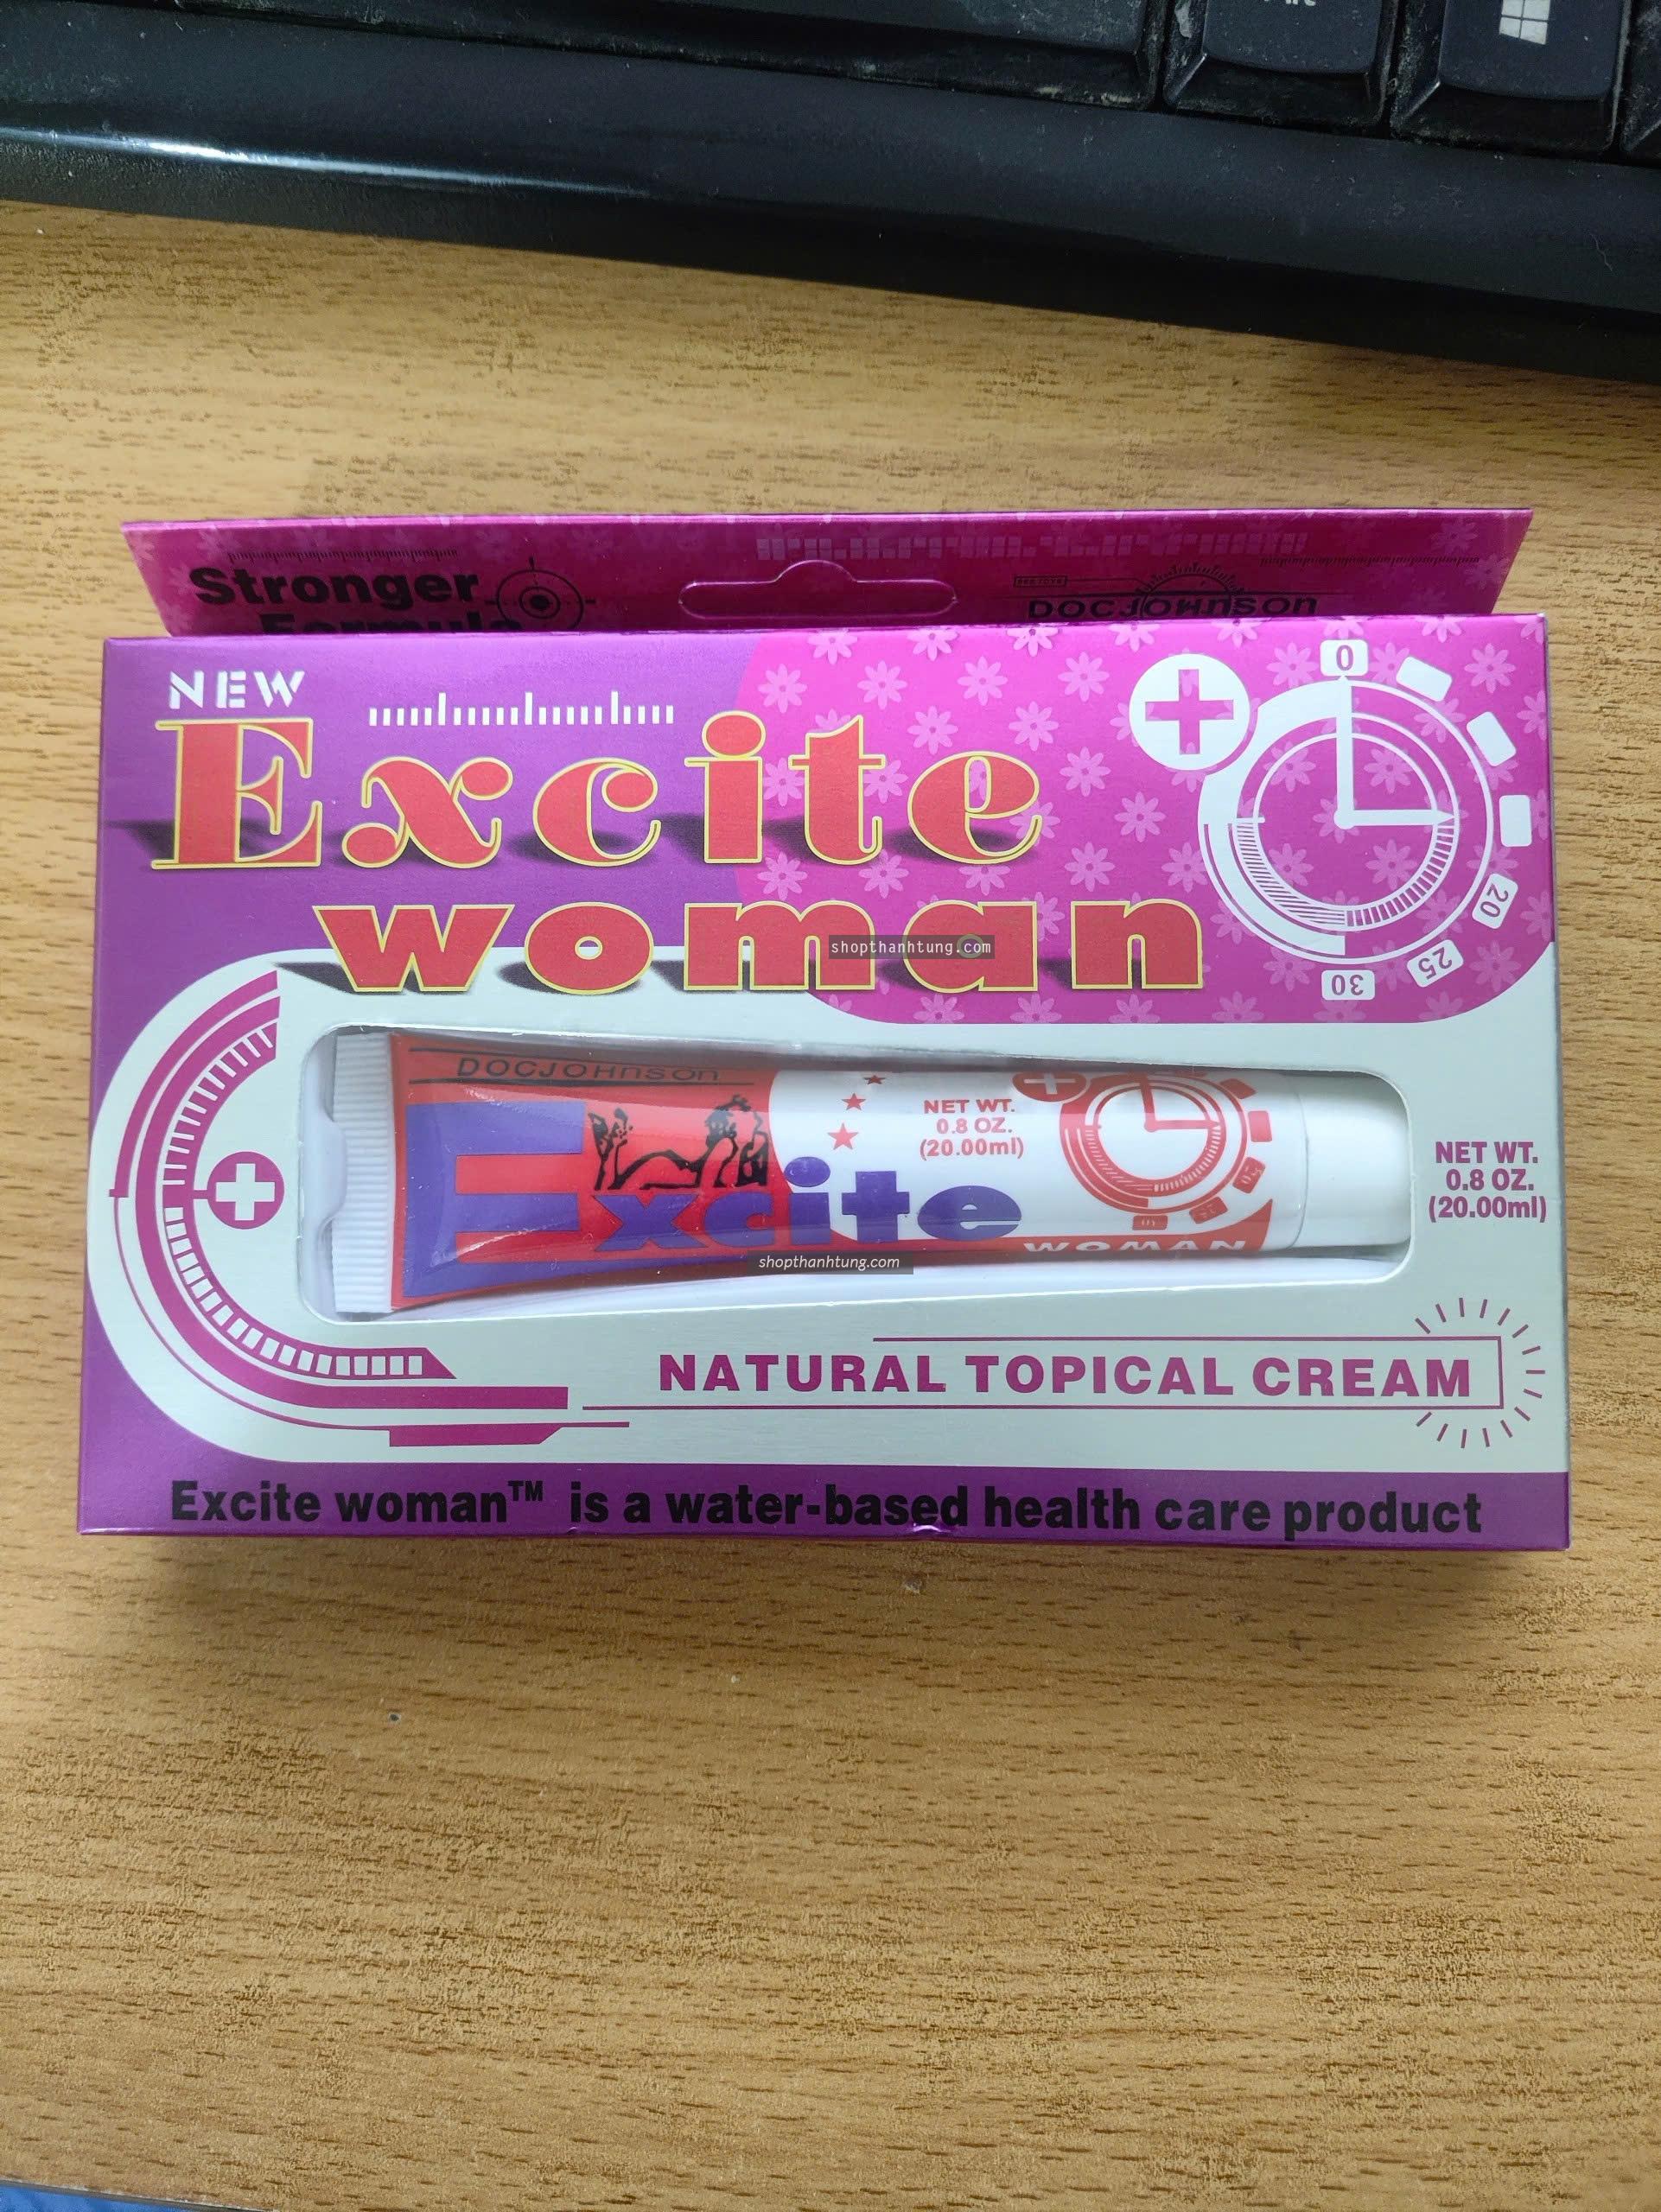 Stronger
Formula
DOCJOHNSON
NEW
Excite
woman
shopthanhtung.com
0
20
25
30
DOCJOHNSON
NET WT.
0.8 OZ.
(20.00ml)
Excite
WOMAN
shopthanhtung.com
NET WT.
0.8 OZ.
(20.00ml)
NATURAL TOPICAL CREAM
Excite woman™ is a water-based health care product